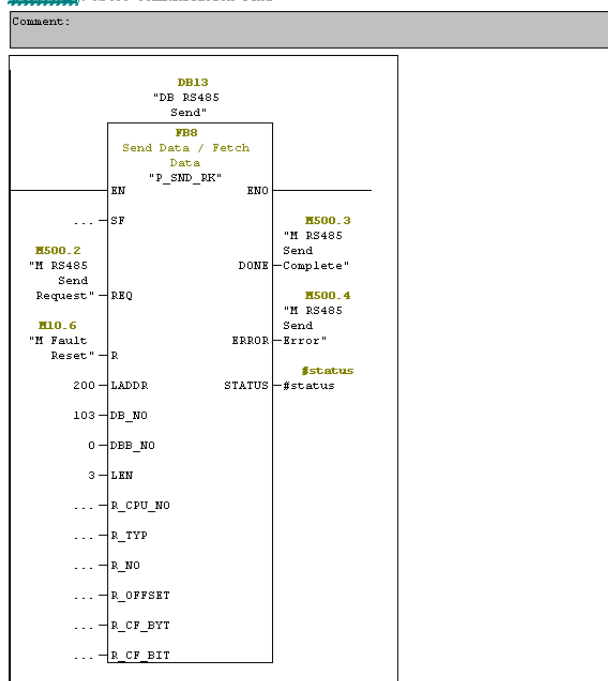 Comment:
DB13
"DB RS485
Send"
FB8
Send Data / Fetch
Data
"P_SND_RK"
EN ENO
... SF
M500.2
"M RS485
Send
Request" REQ
M500.3
"M RS485
Send
DONE Complete"
M10.6
"M Fault
Reset" R
M500.4
"M RS485
Send
ERROR Error"
#status
200 LADDR STATUS #status
103 DB_NO
0 DBB_NO
3 LEN
... R_CPU_NO
... R_TYP
... R_NO
... R_OFFSET
... R_CF_BYT
... R_CF_BIT